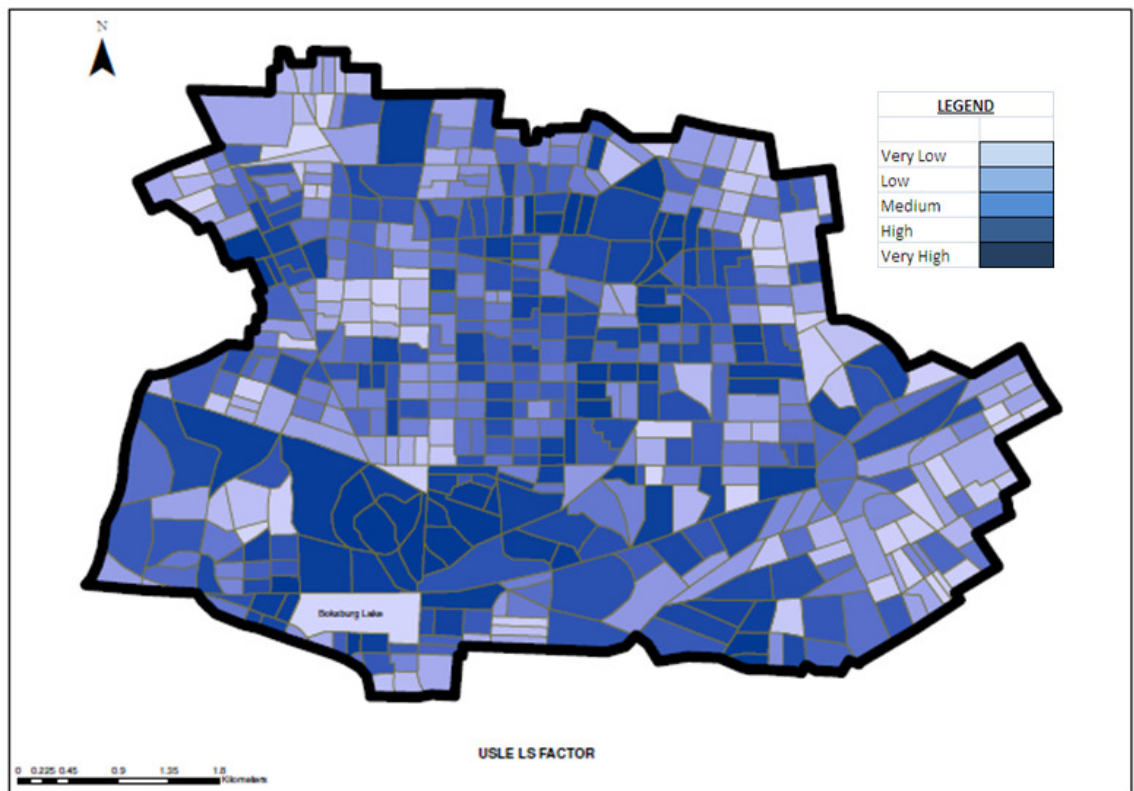 N
LEGEND
Very Low
Low
Medium
High
Very High
Boksburg Lake
USLE LS FACTOR
0 0.225 0.45 0.9 1.35 1.8
Kilometers